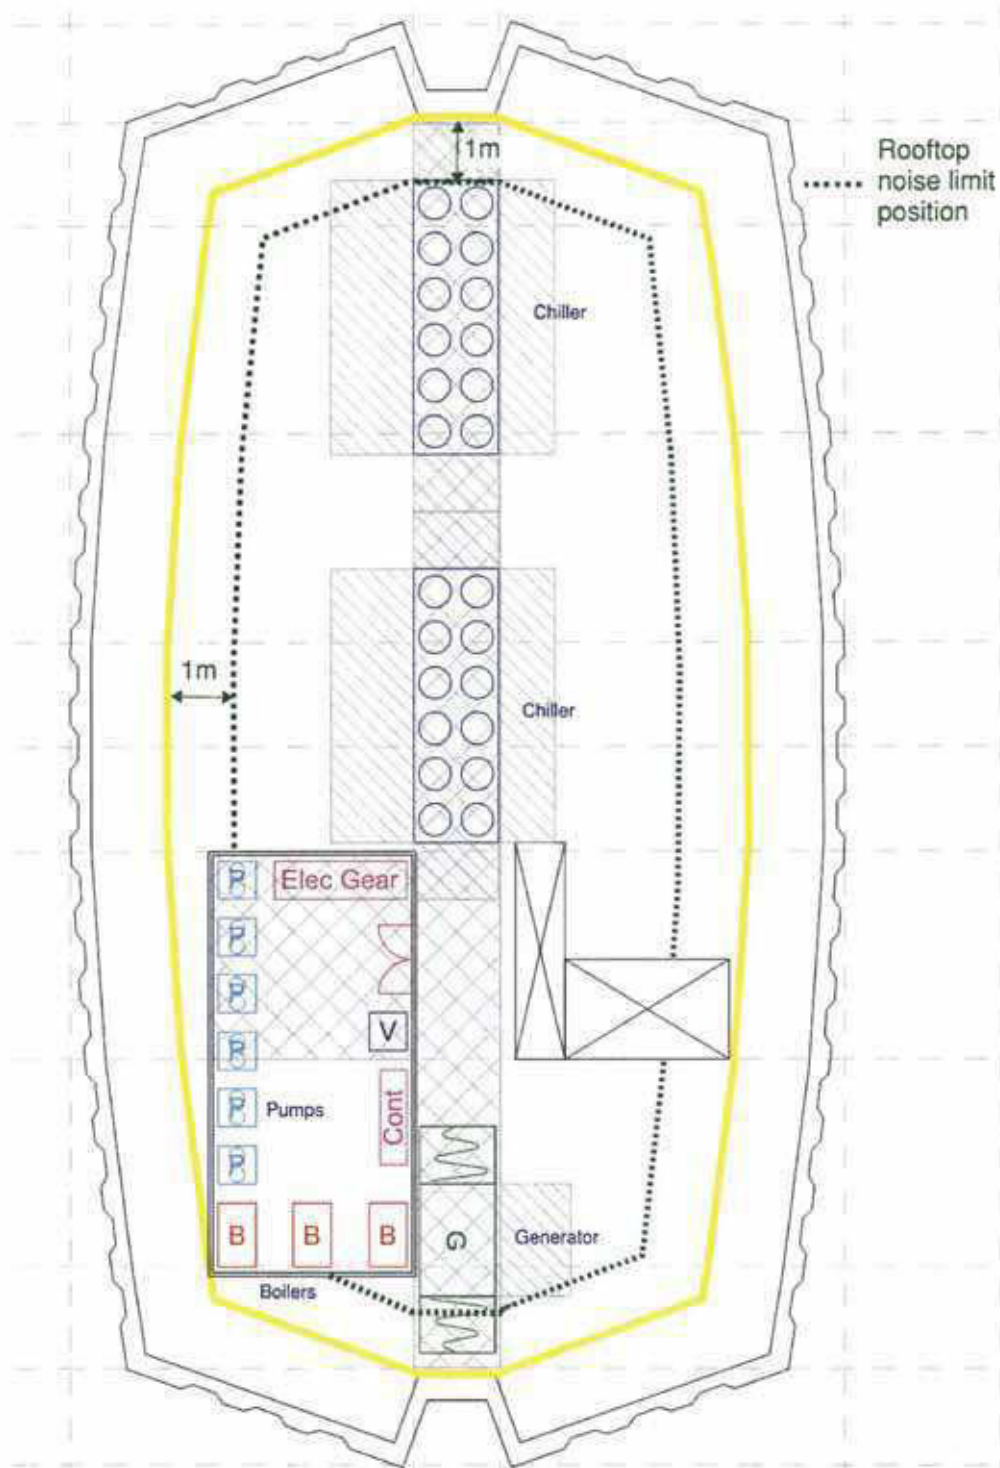 1m
Rooftop
noise limit
position
Chiller
1m
Chiller
P
Elec Gear
P
P
V
P
P
Pumps
Cont
P
B
B
B
G
Generator
Boilers